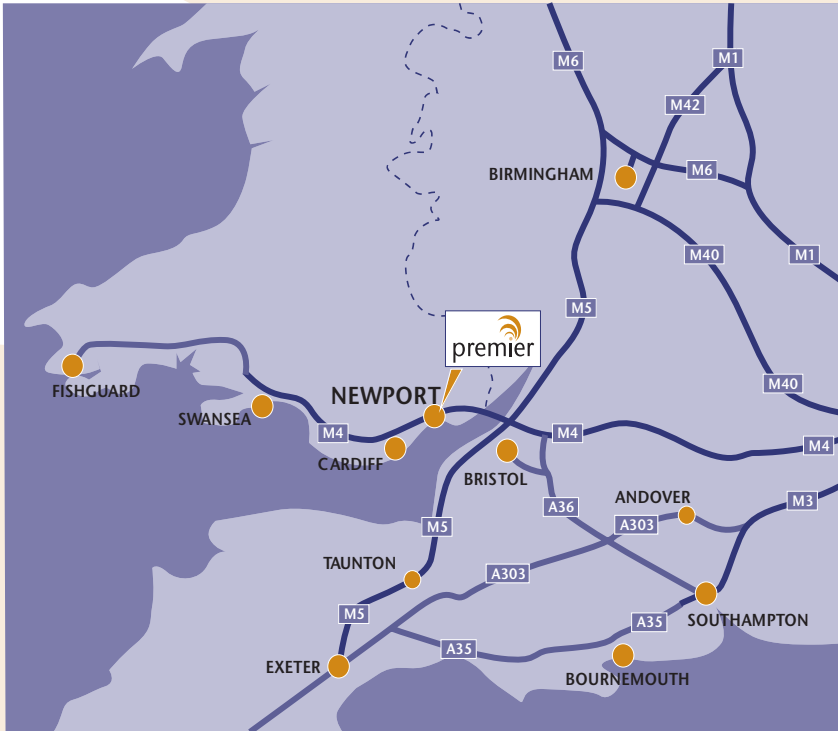 M6
M1
M42
BIRMINGHAM
M6
M40
M1
M5
premier
FISHGUARD
NEWPORT
M40
SWANSEA
M4
M4
M4
CARDIFF
BRISTOL
ANDOVER
M3
A36
M5
A303
TAUNTON
A303
M5
A35
SOUTHAMPTON
A35
EXETER
BOURNEMOUTH